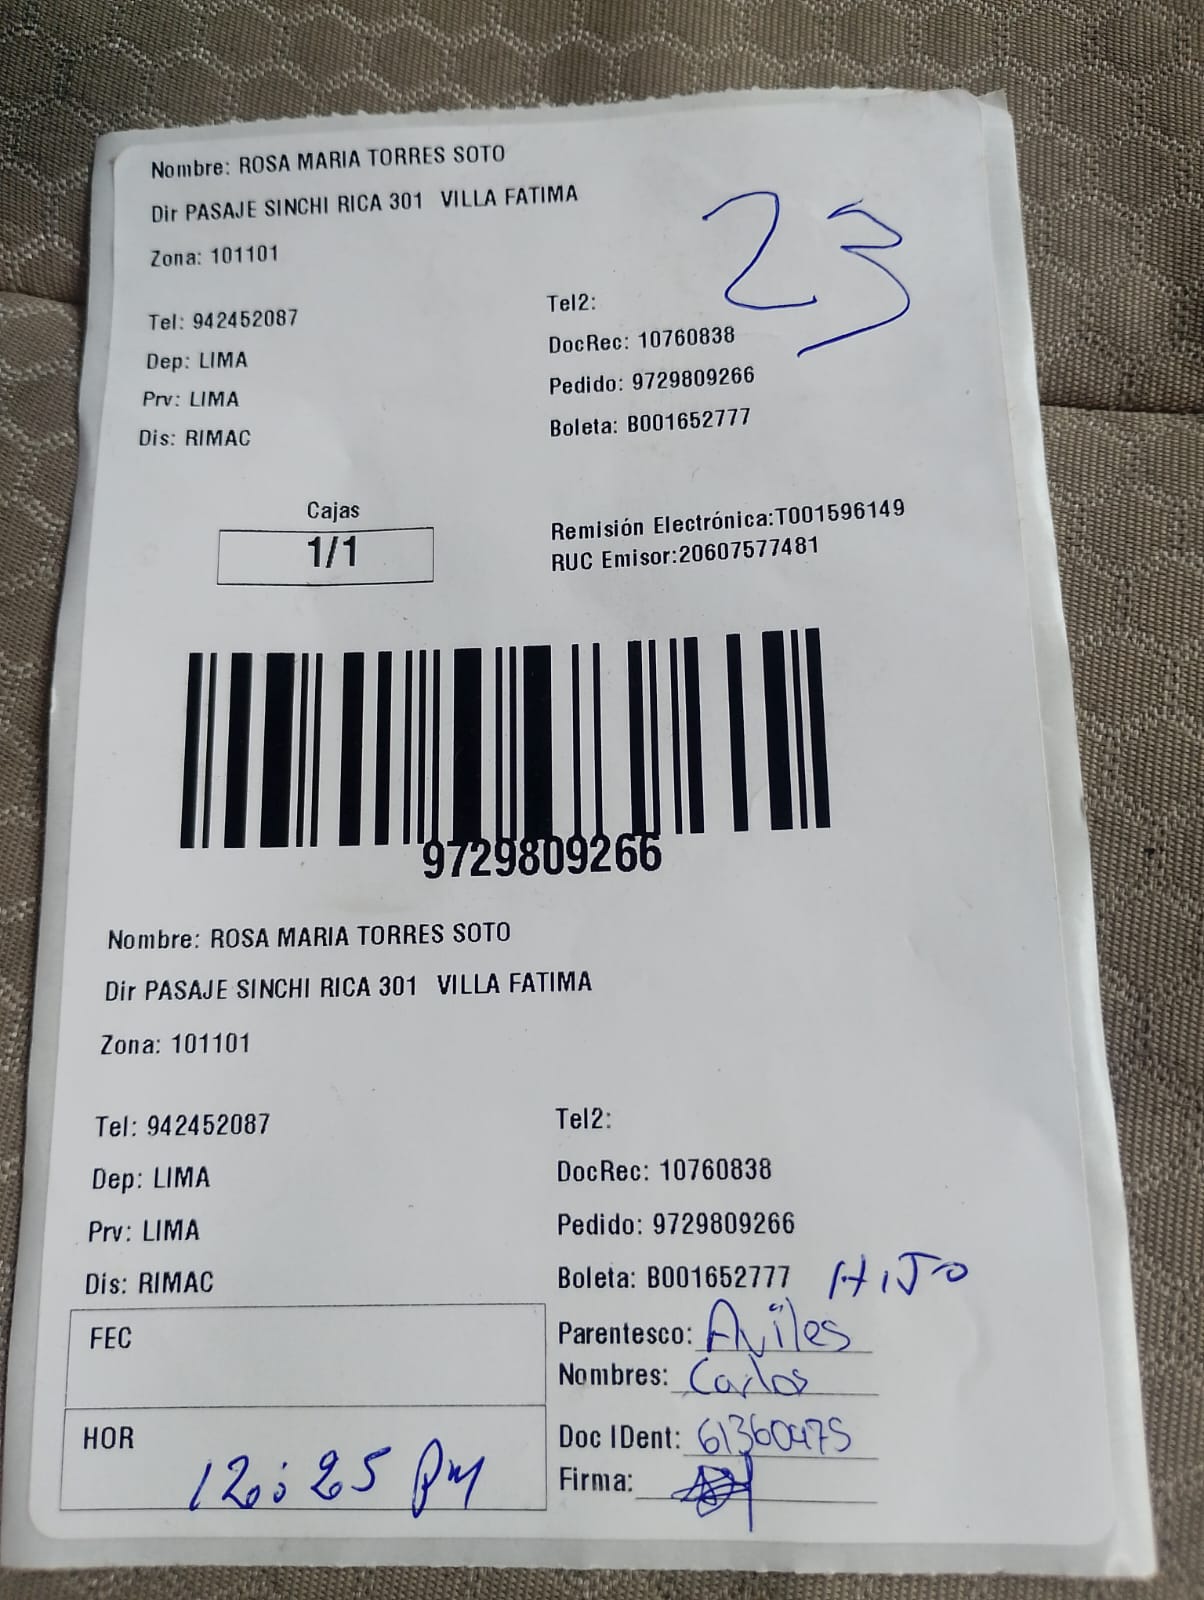 Nombre: ROSA MARIA TORRES SOTO
Dir PASAJE SINCHI RICA 301 VILLA FATIMA
23
Zona: 101101
Tel: 942452087
Tel2:
Dep: LIMA
DocRec: 10760838
Prv: LIMA
Pedido: 9729809266
Dis: RIMAC
Boleta: B001652777
Cajas
1/1
Remisión Electrónica:T001596149
RUC Emisor:20607577481
9729809266
Nombre: ROSA MARIA TORRES SOTO
Dir PASAJE SINCHI RICA 301 VILLA FATIMA
Zona: 101101
Tel: 942452087
Tel2:
Dep: LIMA
DocRec: 10760838
Prv: LIMA
Pedido: 9729809266
Dis: RIMAC
Boleta: B001652777 HIJO
FEC
Parentesco: Aviles
Nombres: Carlos
HOR
12:25 pm
Doc IDent: 61360475
Firma: